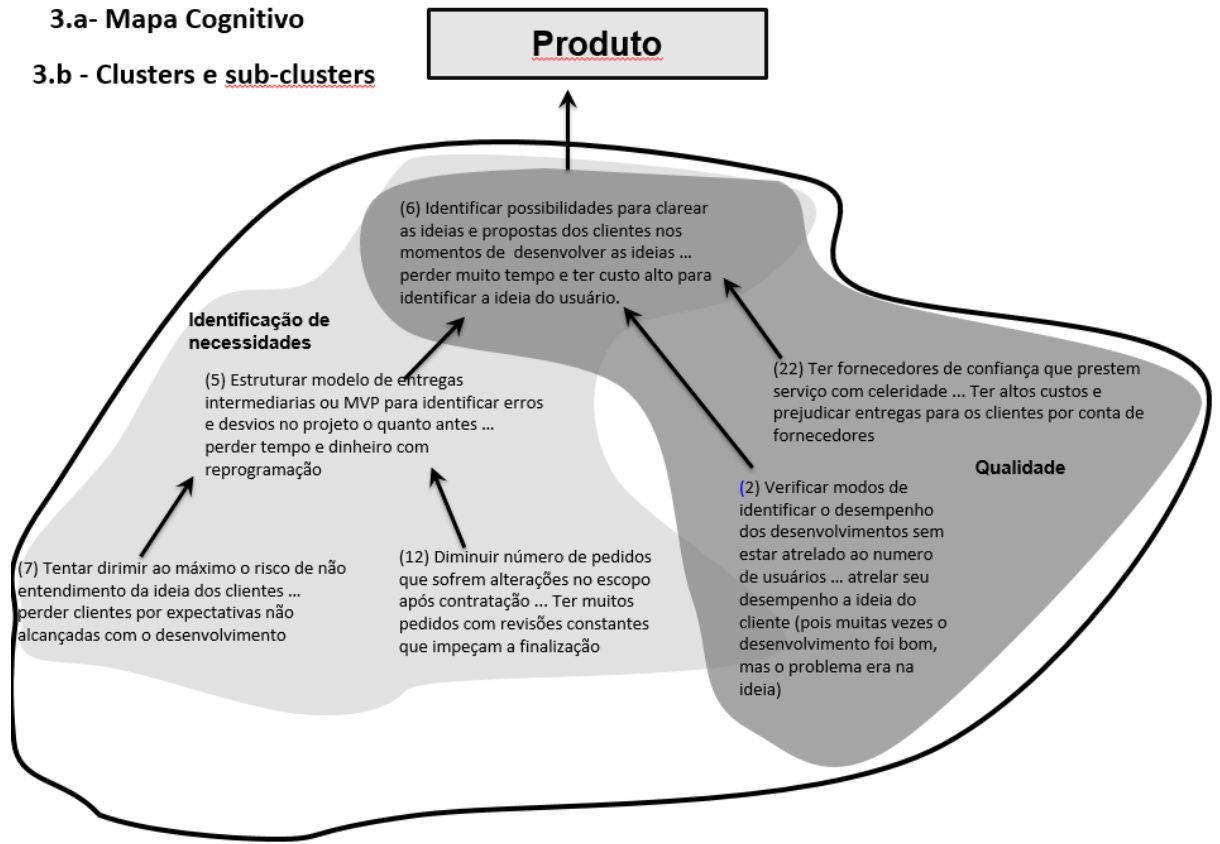 3.a- Mapa Cognitivo
3.b - Clusters e sub-clusters
Produto
(6) Identificar possibilidades para clarear
as ideias e propostas dos clientes nos
momentos de desenvolver as ideias ...
perder muito tempo e ter custo alto para
identificar a ideia do usuário.
Identificação de
necessidades
(5) Estruturar modelo de entregas
intermediarias ou MVP para identificar erros
e desvios no projeto o quanto antes ...
perder tempo e dinheiro com
reprogramação
(22) Ter fornecedores de confiança que prestem
serviço com celeridade ... Ter altos custos e
prejudicar entregas para os clientes por conta de
fornecedores
Qualidade
(2) Verificar modos de
identificar o desempenho
dos desenvolvimentos sem
estar atrelado ao numero
de usuários ... atrelar seu
desempenho a ideia do
cliente (pois muitas vezes o
desenvolvimento foi bom,
mas o problema era na
ideia)
(7) Tentar dirimir ao máximo o risco de não
entendimento da ideia dos clientes ...
perder clientes por expectativas não
alcançadas com o desenvolvimento
(12) Diminuir número de pedidos
que sofrem alterações no escopo
após contratação ... Ter muitos
pedidos com revisões constantes
que impeçam a finalização